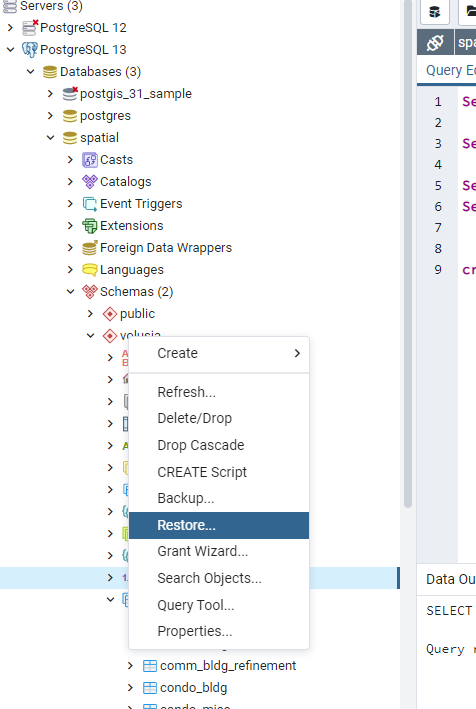 Servers (3)
PostgreSQL 12
PostgreSQL 13
Databases (3)
postgis_31_sample
postgres
spatial
Casts
Catalogs
Event Triggers
Extensions
Foreign Data Wrappers
Languages
Schemas (2)
public
volusia
Create
Refresh...
Delete/Drop
Drop Cascade
CREATE Script
Backup...
Restore...
Grant Wizard...
Search Objects...
Query Tool...
Properties...
comm_bldg_refinement
condo_bldg
spa
Query Ed
1 Se
2
3 Se
4
5 Se
6 Se
7
8
9 cr
Data Ou
SELECT
Query r